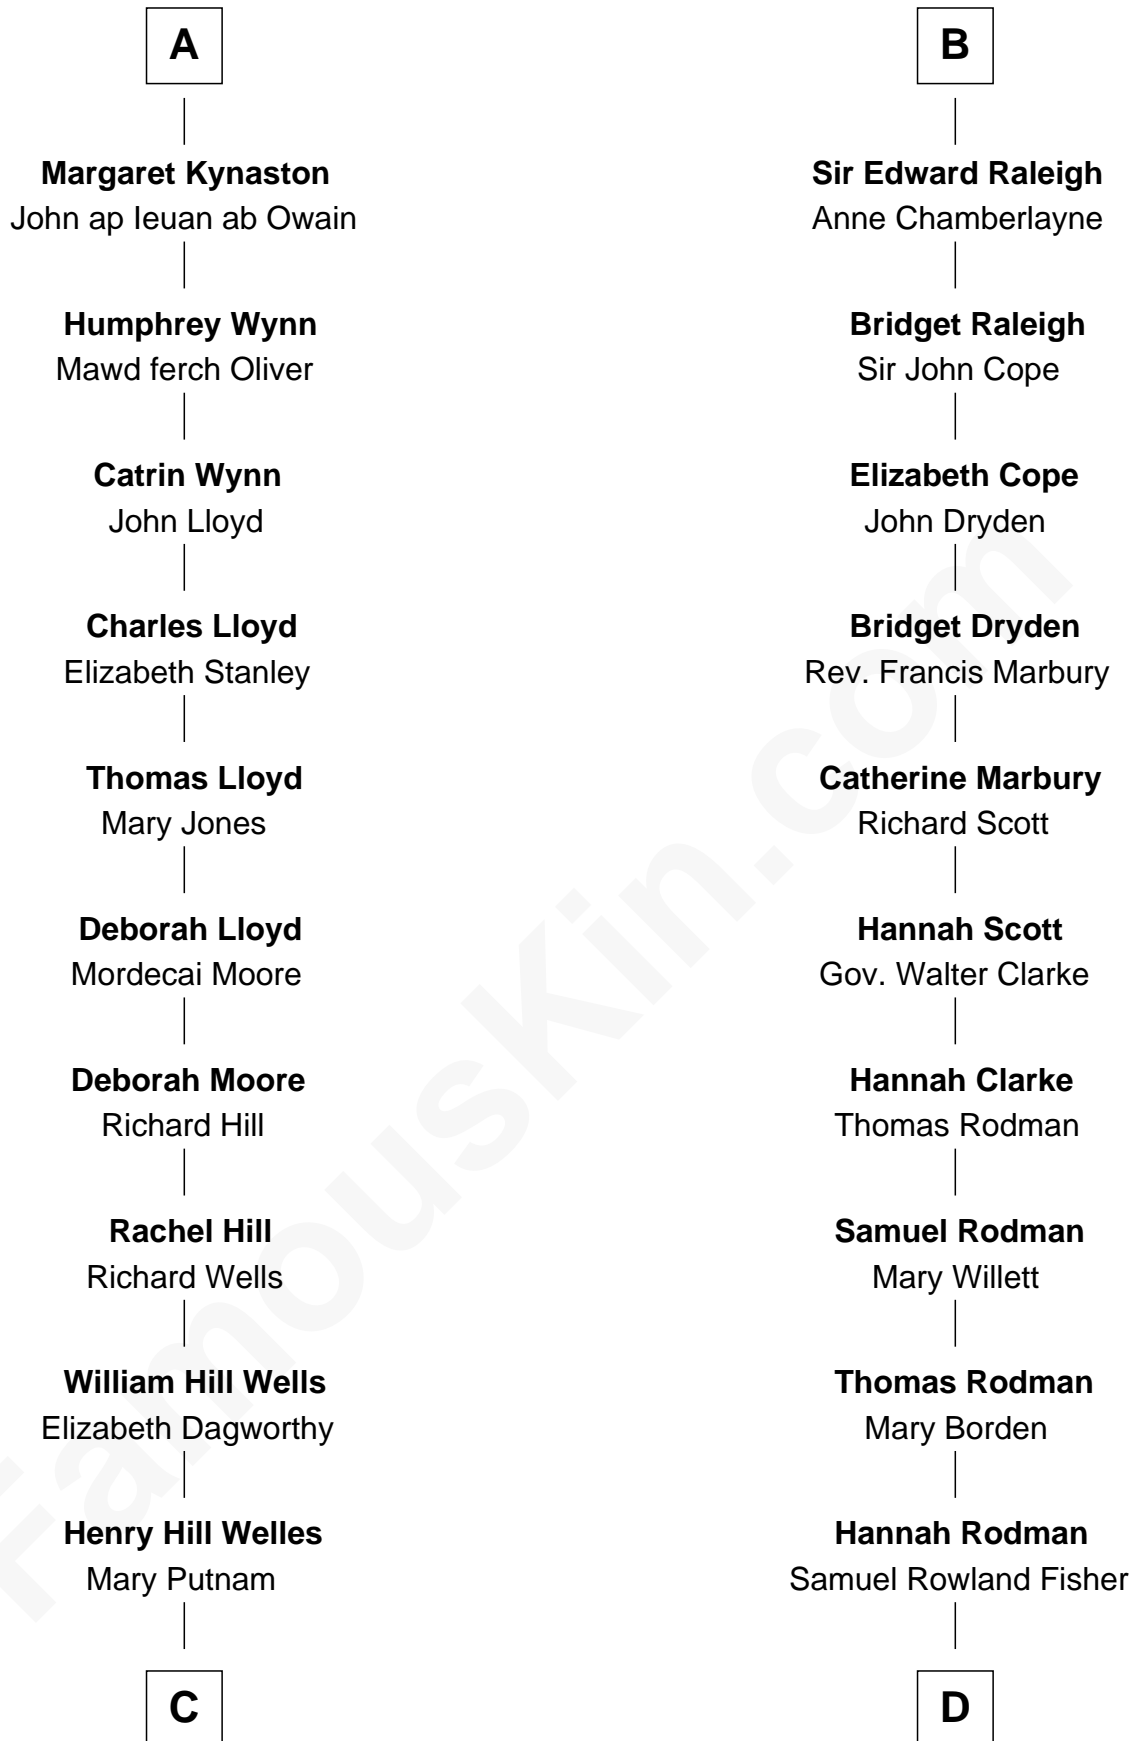 A
Margaret Kynaston
John ap Ieuan ab Owain
Humphrey Wynn
Mawd ferch Oliver
Catrin Wynn
John Lloyd
Charles Lloyd
Elizabeth Stanley
Thomas Lloyd
Mary Jones
Deborah Lloyd
Mordecai Moore
Deborah Moore
Richard Hill
Rachel Hill
Richard Wells
William Hill Wells
Elizabeth Dagworthy
Henry Hill Welles
Mary Putnam
C
B
Sir Edward Raleigh
Anne Chamberlayne
Bridget Raleigh
Sir John Cope
Elizabeth Cope
John Dryden
Bridget Dryden
Rev. Francis Marbury
Catherine Marbury
Richard Scott
Hannah Scott
Gov. Walter Clarke
Hannah Clarke
Thomas Rodman
Samuel Rodman
Mary Willett
Thomas Rodman
Mary Borden
Hannah Rodman
Samuel Rowland Fisher
D
FamousKin.com